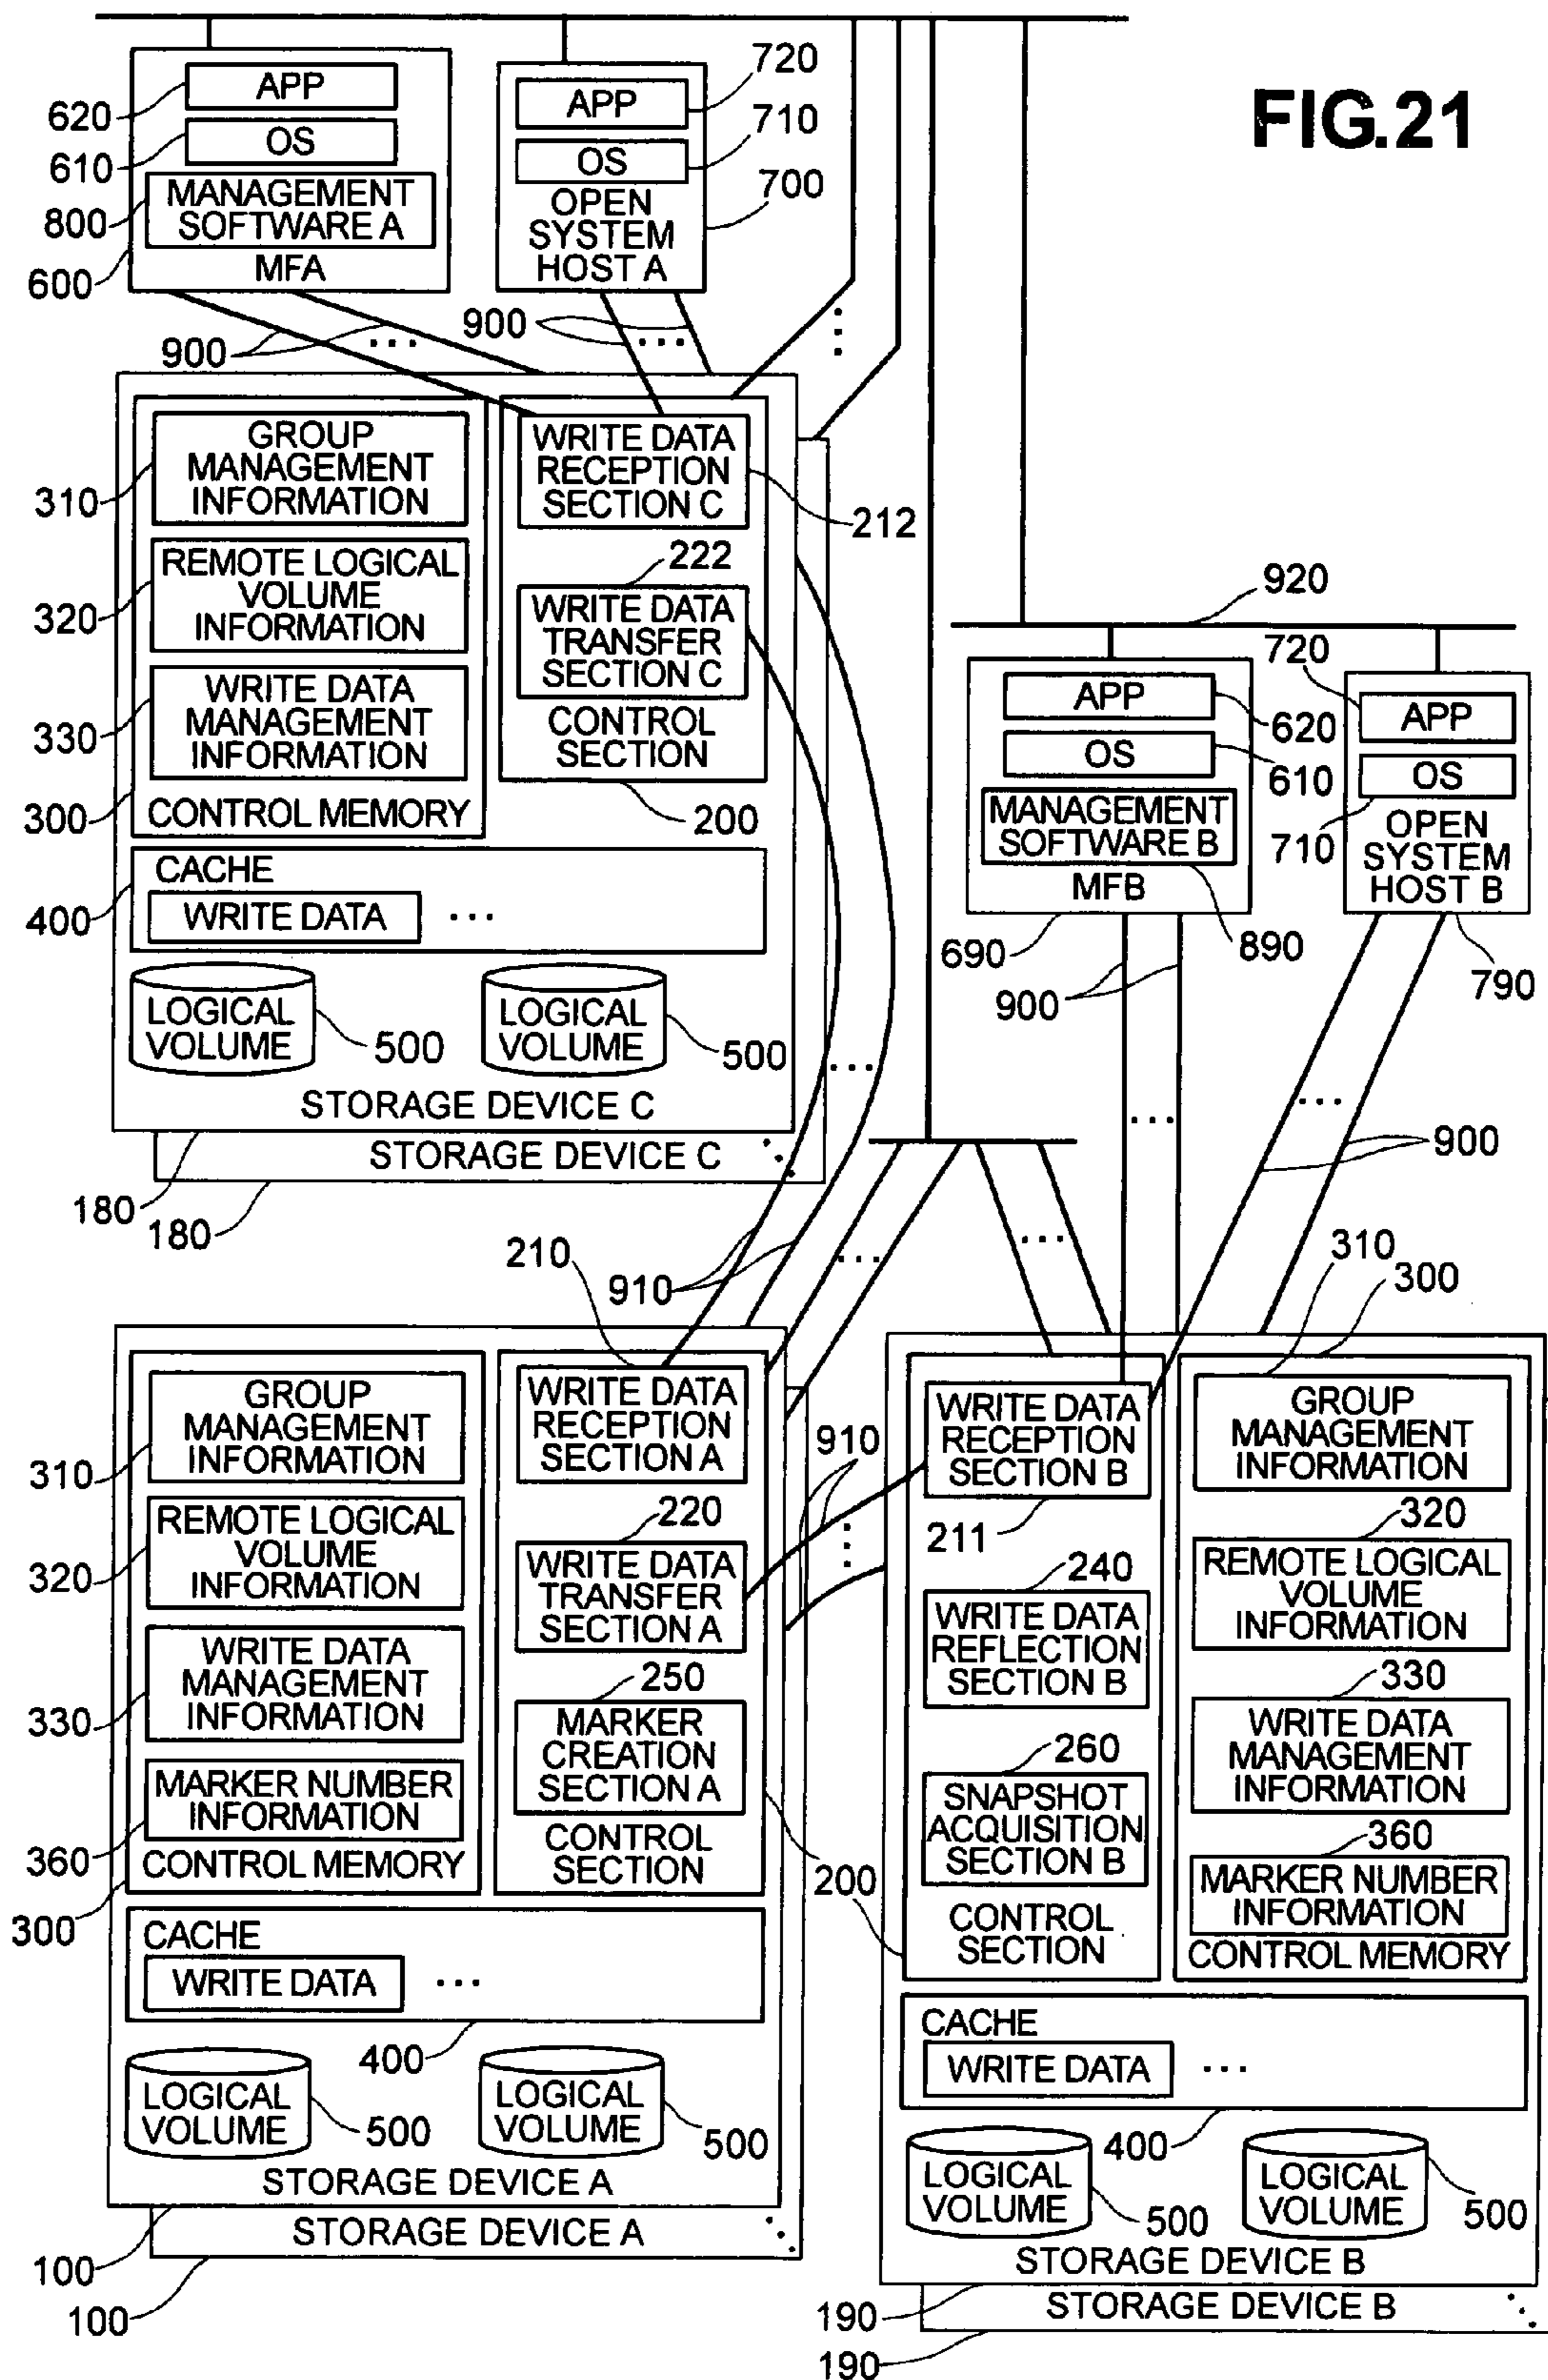 FIG.21
APP
620
OS
610
MANAGEMENT
SOFTWARE A
800
MFA
600
APP
720
OS
710
OPEN
SYSTEM
HOST A
700
900
...
900
...
...
GROUP
MANAGEMENT
INFORMATION
310
REMOTE LOGICAL
VOLUME
INFORMATION
320
WRITE DATA
MANAGEMENT
INFORMATION
330
CONTROL MEMORY
300
WRITE DATA
RECEPTION
SECTION C
212
222
WRITE DATA
TRANSFER
SECTION C
CONTROL
SECTION
200
CACHE
WRITE DATA ...
400
LOGICAL
VOLUME
500
LOGICAL
VOLUME
500
STORAGE DEVICE C
STORAGE DEVICE C
180
180
920
APP
620
OS
610
MANAGEMENT
SOFTWARE B
MFB
690
890
900
720
APP
OS
710
OPEN
SYSTEM
HOST B
790
...
...
...
900
910
...
...
210
GROUP
MANAGEMENT
INFORMATION
310
REMOTE LOGICAL
VOLUME
INFORMATION
320
WRITE DATA
MANAGEMENT
INFORMATION
330
MARKER NUMBER
INFORMATION
360
CONTROL MEMORY
300
WRITE DATA
RECEPTION
SECTION A
220
WRITE DATA
TRANSFER
SECTION A
250
MARKER
CREATION
SECTION A
CONTROL
SECTION
200
910
...
CACHE
WRITE DATA ...
400
LOGICAL
VOLUME
500
LOGICAL
VOLUME
500
STORAGE DEVICE A
STORAGE DEVICE A
100
100
310
300
WRITE DATA
RECEPTION
SECTION B
211
240
WRITE DATA
REFLECTION
SECTION B
260
SNAPSHOT
ACQUISITION
SECTION B
CONTROL
SECTION
GROUP
MANAGEMENT
INFORMATION
320
REMOTE LOGICAL
VOLUME
INFORMATION
330
WRITE DATA
MANAGEMENT
INFORMATION
360
MARKER NUMBER
INFORMATION
CONTROL MEMORY
CACHE
WRITE DATA ...
400
LOGICAL
VOLUME
500
LOGICAL
VOLUME
500
STORAGE DEVICE B
STORAGE DEVICE B
190
190